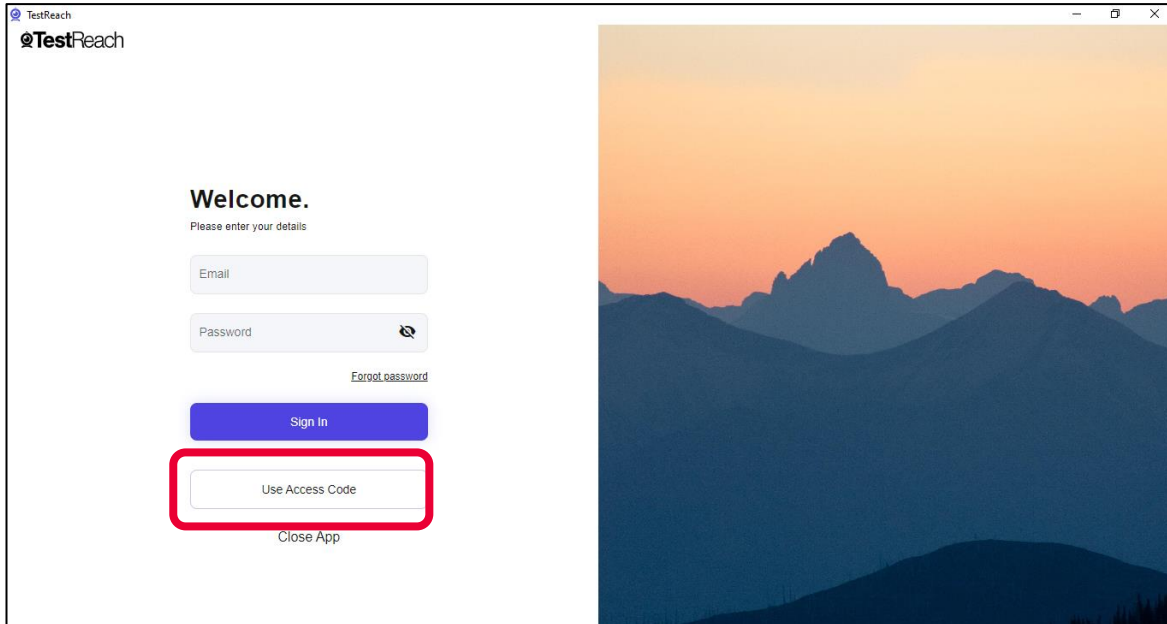 TestReach
TestReach
Welcome.
Please enter your details
Email
Password
Forgot password
Sign In
Use Access Code
Close App